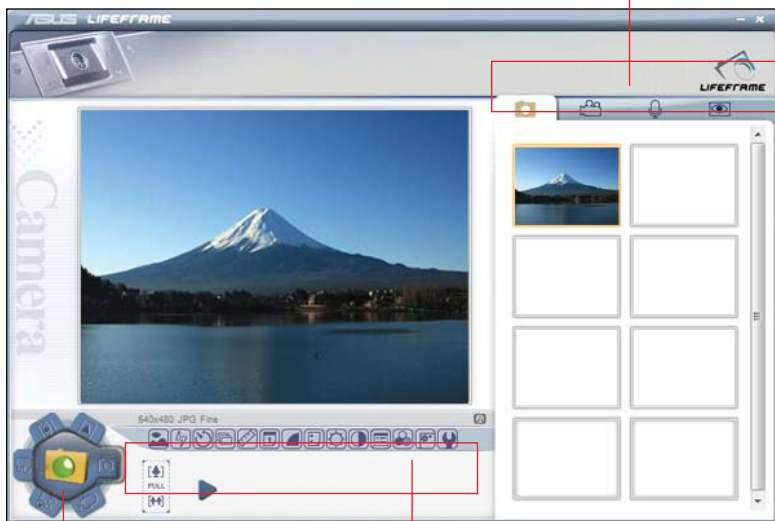 ASUS LIFEFRAME
LIFEFRAME
Camera
640x480 JPG Fine
FULL